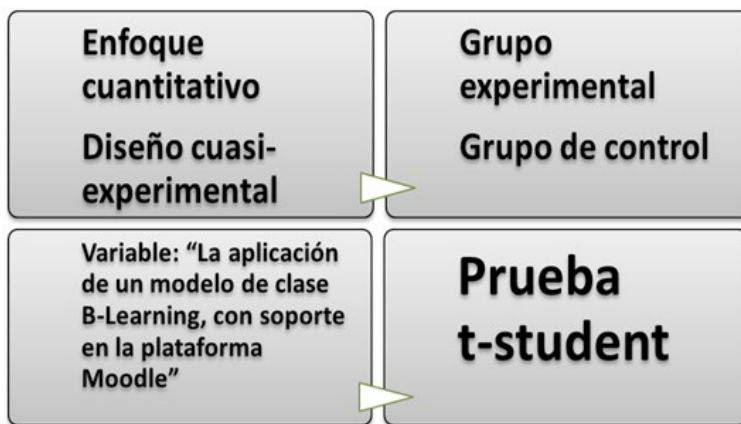 Enfoque
cuantitativo
Diseño cuasi-
experimental
Grupo
experimental
Grupo de control
Variable: “La aplicación
de un modelo de clase
B-Learning, con soporte
en la plataforma
Moodle”
Prueba
t-student